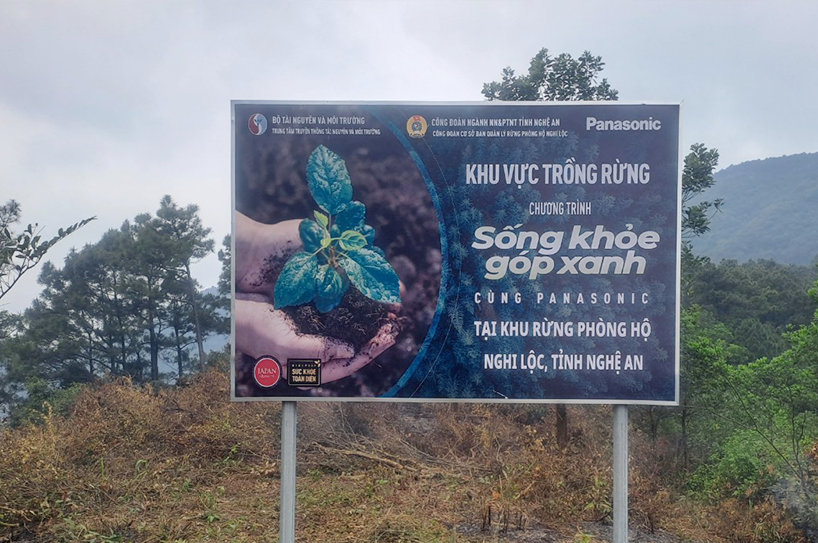 BỘ TÀI NGUYÊN VÀ MÔI TRƯỜNG
TRUNG TÂM TRUYỀN THÔNG TÀI NGUYÊN VÀ MÔI TRƯỜNG
CÔNG ĐOÀN NGÀNH NN&PTNT TỈNH NGHỆ AN
CÔNG ĐOÀN CƠ SỞ BAN QUẢN LÝ RỪNG PHÒNG HỘ NGHI LỘC
Panasonic
KHU VỰC TRỒNG RỪNG
CHƯƠNG TRÌNH
Sống khỏe
góp xanh
CÙNG PANASONIC
TẠI KHU RỪNG PHÒNG HỘ
NGHI LỘC, TỈNH NGHỆ AN
JAPAN
SỨC KHỎE
TOÀN DIỆN